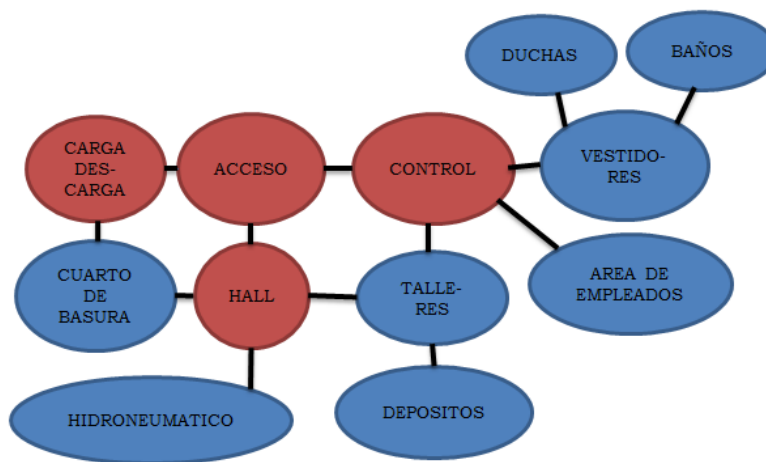 DUCHAS
BAÑOS
CARGA
DES-
CARGA
ACCESO
CONTROL
VESTIDO-
RES
CUARTO
DE
BASURA
HALL
TALLE-
RES
AREA DE
EMPLEADOS
HIDRONEUMATICO
DEPOSITOS